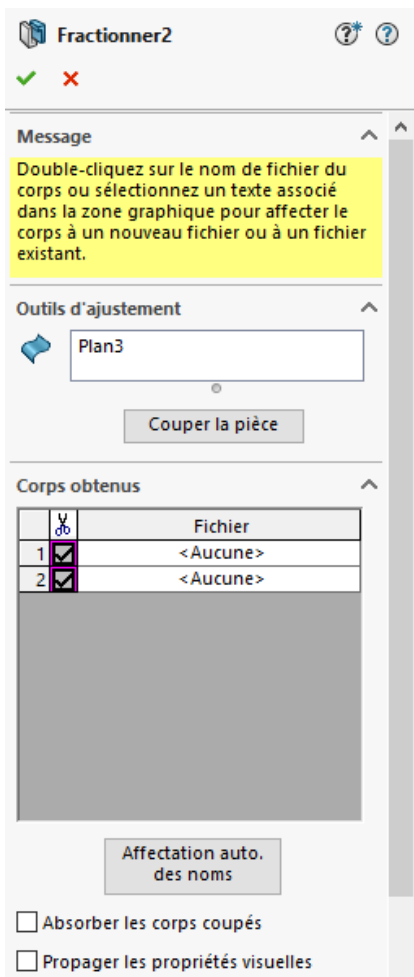 Fractionner2
Message
Double-cliquez sur le nom de fichier du
corps ou sélectionnez un texte associé
dans la zone graphique pour affecter le
corps à un nouveau fichier ou à un fichier
existant.
Outils d'ajustement
Plan3
Couper la pièce
Corps obtenus
Fichier
1 <Aucune>
2 <Aucune>
Affectation auto.
des noms
Absorber les corps coupés
Propager les propriétés visuelles